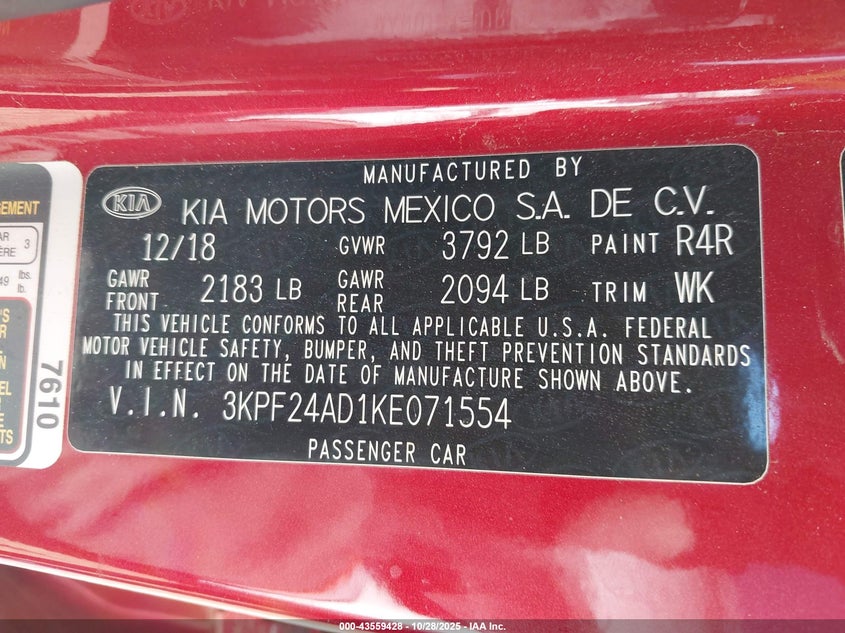 MANUFACTURED BY
KIA KIA MOTORS MEXICO S.A. DE C.V.
12/18 GVWR 3792 LB PAINT R4R
GAWR FRONT 2183 LB GAWR REAR 2094 LB TRIM WK
THIS VEHICLE CONFORMS TO ALL APPLICABLE U.S.A. FEDERAL
MOTOR VEHICLE SAFETY, BUMPER, AND THEFT PREVENTION STANDARDS
IN EFFECT ON THE DATE OF MANUFACTURE SHOWN ABOVE.
V.I.N. 3KPF24AD1KE071554
PASSENGER CAR
3
lbs.
lb.
7610
000-43559428 - 10/28/2025 - IAA Inc.